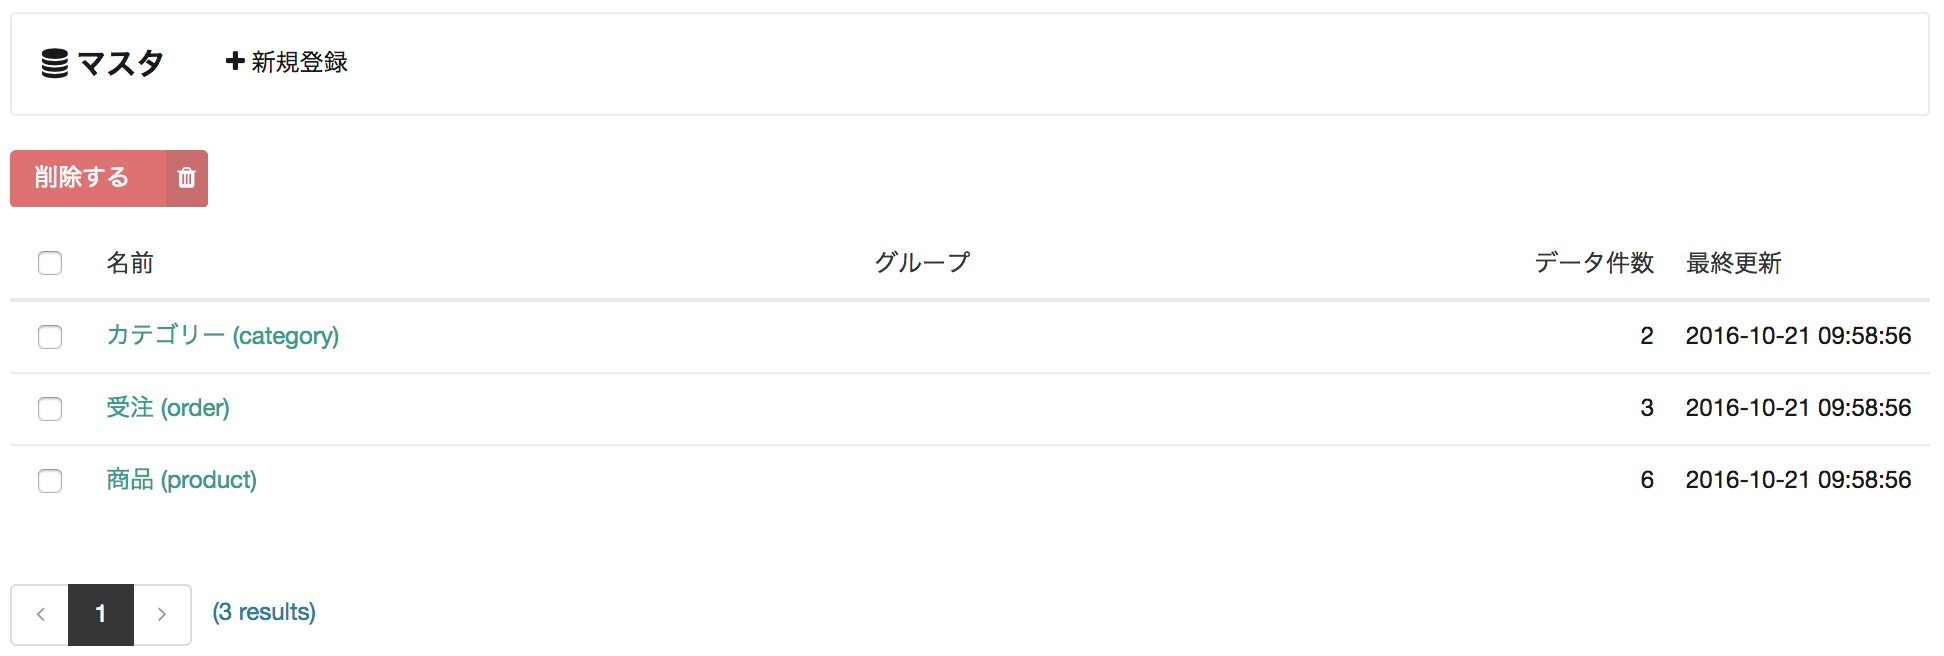 マスタ 新規登録
削除する
名前 グループ データ件数 最終更新
カテゴリー (category) 2 2016-10-21 09:58:56
受注 (order) 3 2016-10-21 09:58:56
商品 (product) 6 2016-10-21 09:58:56
1 (3 results)